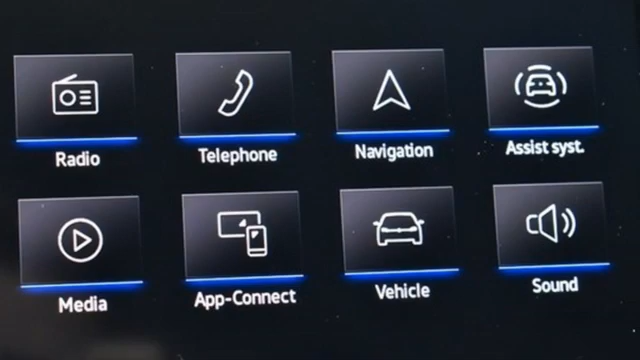 Radio
Telephone
Navigation
Assist syst.
Media
App-Connect
Vehicle
Sound